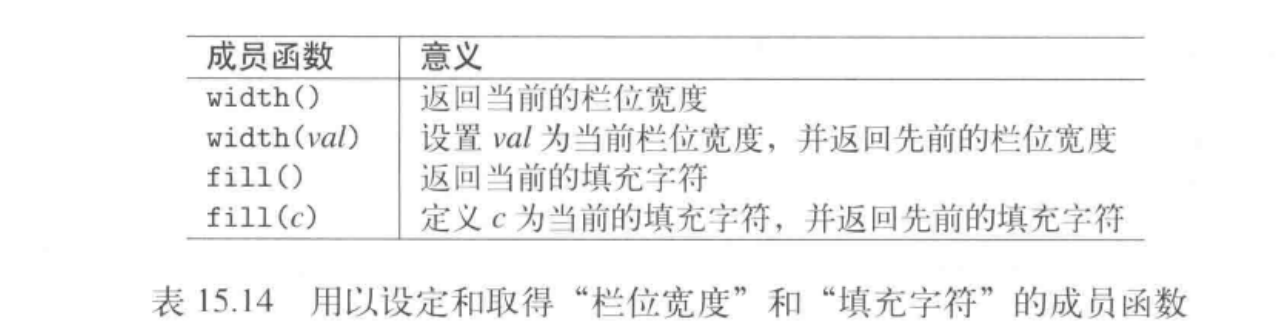 成员函数 意义
width() 返回当前的栏位宽度
width(val) 设置 val 为当前栏位宽度，并返回先前的栏位宽度
fill() 返回当前的填充字符
fill(c) 定义 c 为当前的填充字符，并返回先前的填充字符
表 15.14 用以设定和取得“栏位宽度”和“填充字符”的成员函数